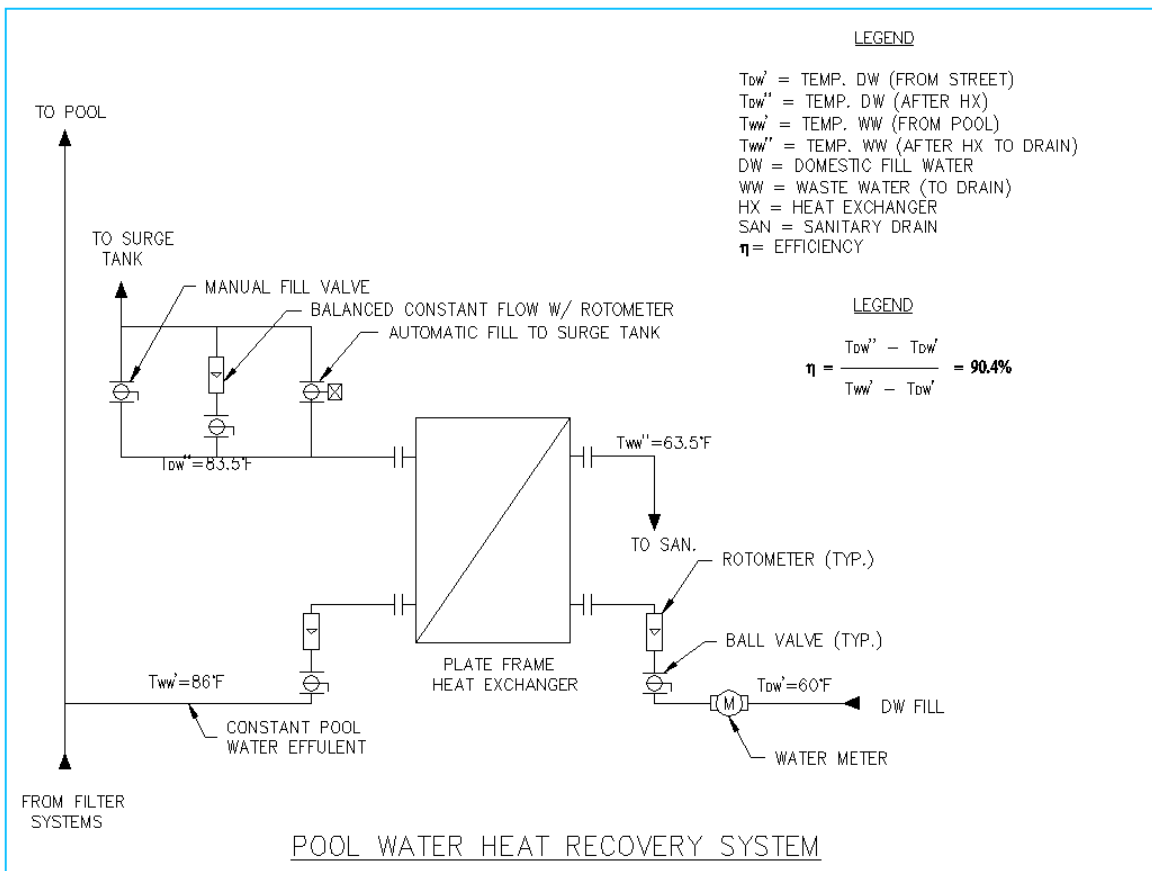 LEGEND
TDW' = TEMP. DW (FROM STREET)
TDW'' = TEMP. DW (AFTER HX)
TWW' = TEMP. WW (FROM POOL)
TWW'' = TEMP. WW (AFTER HX TO DRAIN)
DW = DOMESTIC FILL WATER
WW = WASTE WATER (TO DRAIN)
HX = HEAT EXCHANGER
SAN = SANITARY DRAIN
η = EFFICIENCY
LEGEND
η = (TDW'' − TDW') / (TWW' − TDW') = 90.4%
TO POOL
TO SURGE
TANK
MANUAL FILL VALVE
BALANCED CONSTANT FLOW W/ ROTOMETER
AUTOMATIC FILL TO SURGE TANK
TDW''=83.5°F
TWW''=63.5°F
TO SAN.
ROTOMETER (TYP.)
BALL VALVE (TYP.)
PLATE FRAME
HEAT EXCHANGER
TWW'=86°F
TDW'=60°F
M
DW FILL
CONSTANT POOL
WATER EFFULENT
WATER METER
FROM FILTER
SYSTEMS
POOL WATER HEAT RECOVERY SYSTEM